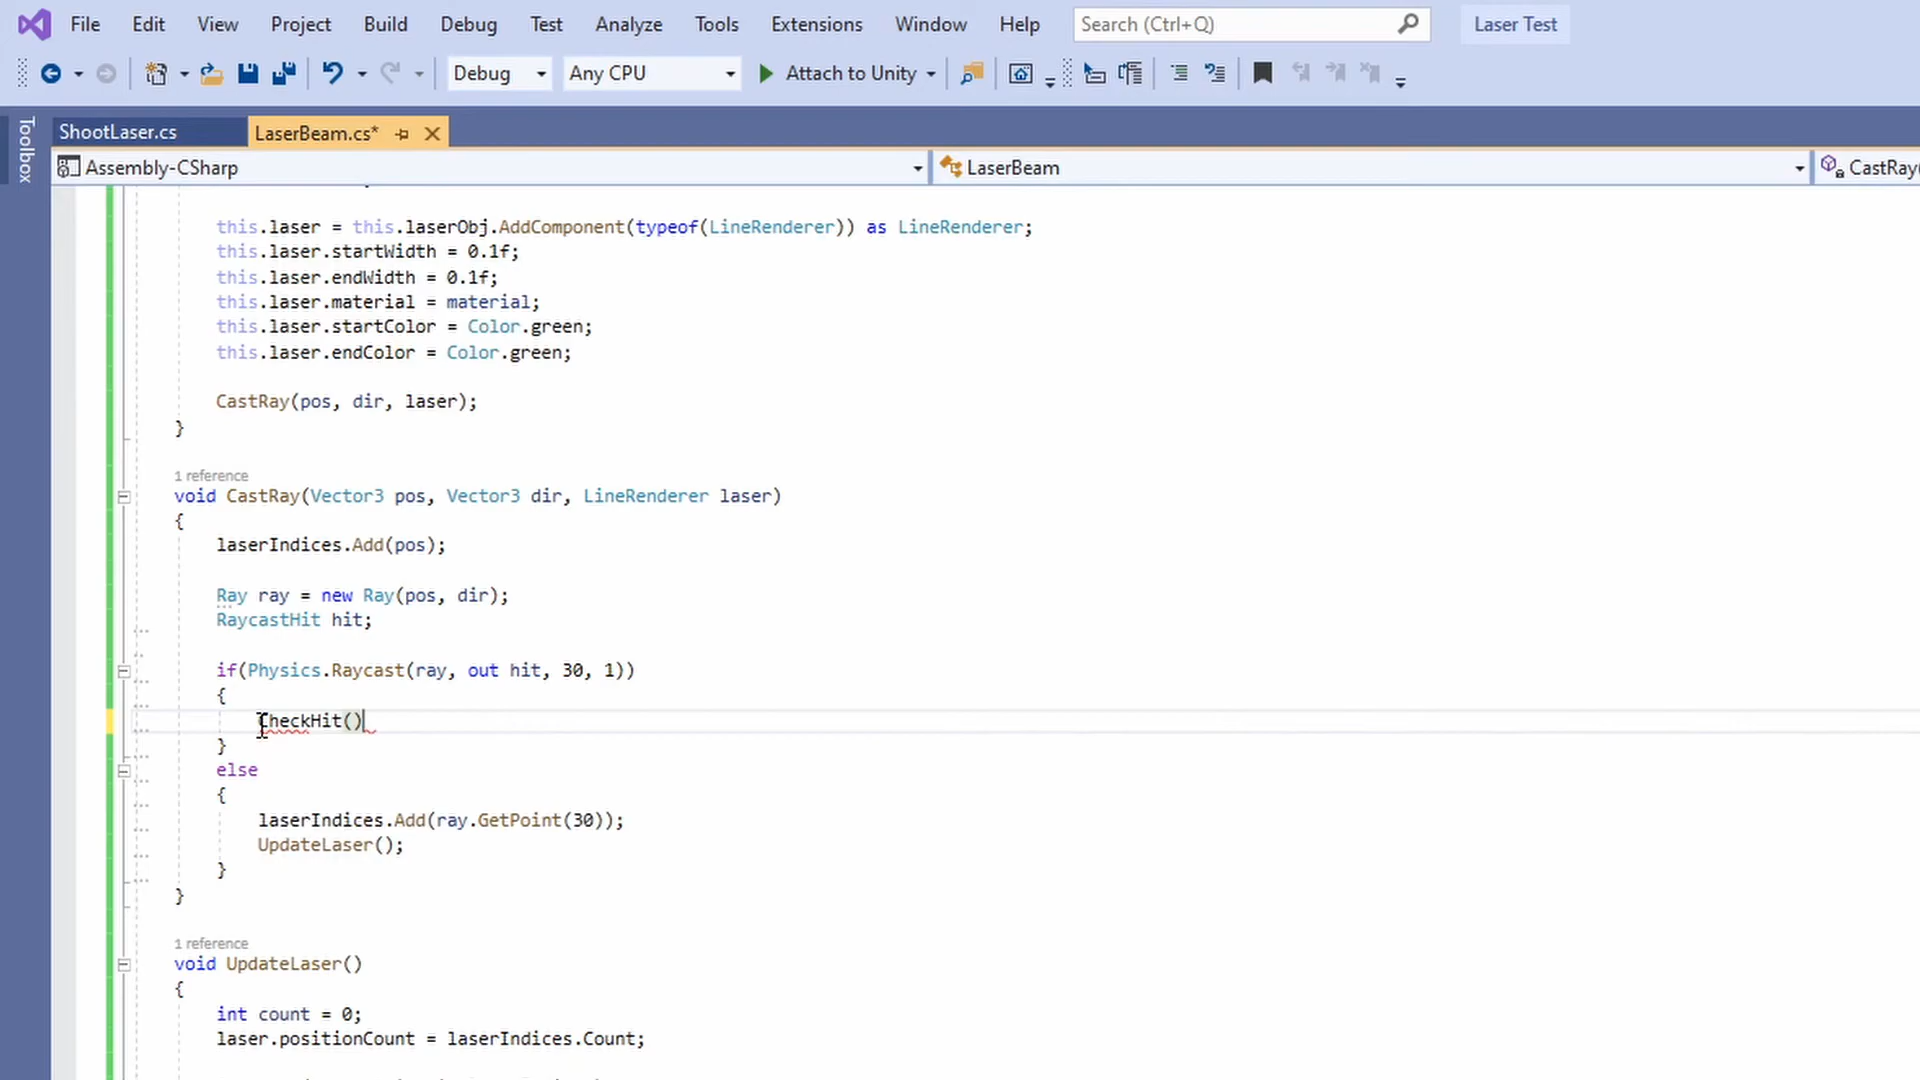 File Edit View Project Build Debug Test Analyze Tools Extensions Window Help Search (Ctrl+Q) Laser Test
Debug Any CPU Attach to Unity
Toolbox
ShootLaser.cs LaserBeam.cs*
Assembly-CSharp LaserBeam CastRay(
this.laser = this.laserObj.AddComponent(typeof(LineRenderer)) as LineRenderer;
this.laser.startWidth = 0.1f;
this.laser.endWidth = 0.1f;
this.laser.material = material;
this.laser.startColor = Color.green;
this.laser.endColor = Color.green;
CastRay(pos, dir, laser);
}
1 reference
void CastRay(Vector3 pos, Vector3 dir, LineRenderer laser)
{
laserIndices.Add(pos);
Ray ray = new Ray(pos, dir);
RaycastHit hit;
if(Physics.Raycast(ray, out hit, 30, 1))
{
CheckHit()
}
else
{
laserIndices.Add(ray.GetPoint(30));
UpdateLaser();
}
}
1 reference
void UpdateLaser()
{
int count = 0;
laser.positionCount = laserIndices.Count;